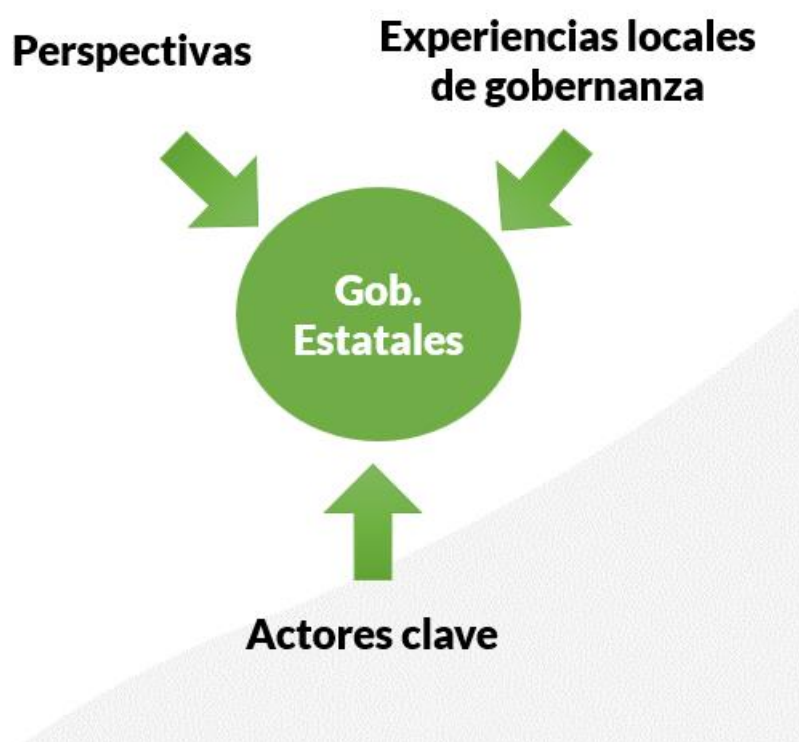 Perspectivas
Experiencias locales
de gobernanza
Gob.
Estatales
Actores clave